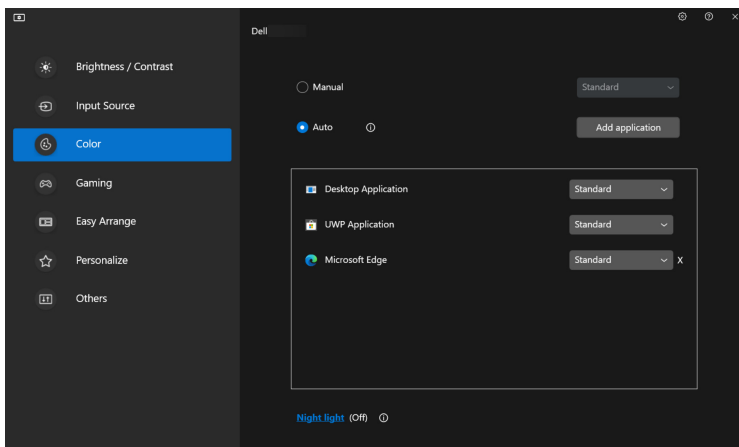 Dell
Brightness / Contrast
Input Source
Color
Gaming
Easy Arrange
Personalize
Others
Manual
Standard
Auto
Add application
Desktop Application
Standard
UWP Application
Standard
Microsoft Edge
Standard
X
Night light (Off)